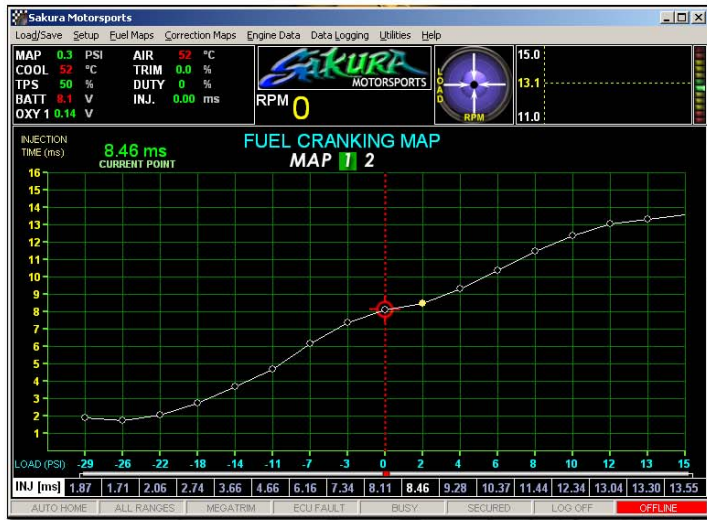 Sakura Motorsports
Load/Save Setup Fuel Maps Correction Maps Engine Data Data Logging Utilities Help
MAP 0.3 PSI AIR 52 °C
COOL 52 °C TRIM 0.0 %
TPS 50 % DUTY 0 %
BATT 8.1 V INJ. 0.00 ms
OXY 1 0.14 V
SAKURA
MOTORSPORTS
RPM 0
LOAD
RPM
15.0
13.1
11.0
INJECTION
TIME (ms)
8.46 ms
CURRENT POINT
FUEL CRANKING MAP
MAP 1 2
16
15
14
13
12
11
10
9
8
7
6
5
4
3
2
1
LOAD (PSI) -29 -26 -22 -18 -14 -11 -7 -3 0 2 4 6 8 10 12 13 15
INJ [ms] 1.87 1.71 2.06 2.74 3.66 4.66 6.16 7.34 8.11 8.46 9.28 10.37 11.44 12.34 13.04 13.30 13.55
AUTO HOME ALL RANGES MEGATRIM ECU FAULT BUSY SECURED LOG OFF OFFLINE